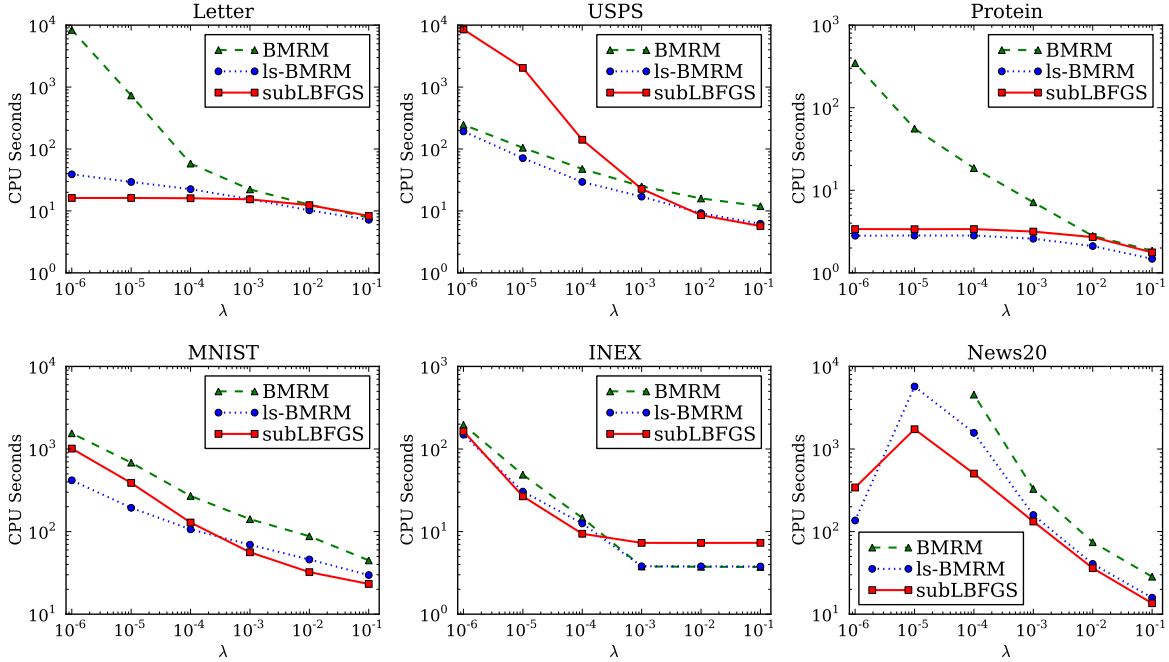 Letter
10^4
10^3
10^2
10^1
10^0
CPU Seconds
BMRM
ls-BMRM
subLBFGS
10^-6 10^-5 10^-4 10^-3 10^-2 10^-1
λ
USPS
10^4
10^3
10^2
10^1
10^0
CPU Seconds
BMRM
ls-BMRM
subLBFGS
10^-6 10^-5 10^-4 10^-3 10^-2 10^-1
λ
Protein
10^3
10^2
10^1
10^0
CPU Seconds
BMRM
ls-BMRM
subLBFGS
10^-6 10^-5 10^-4 10^-3 10^-2 10^-1
λ
MNIST
10^4
10^3
10^2
10^1
CPU Seconds
BMRM
ls-BMRM
subLBFGS
10^-6 10^-5 10^-4 10^-3 10^-2 10^-1
λ
INEX
10^3
10^2
10^1
10^0
CPU Seconds
BMRM
ls-BMRM
subLBFGS
10^-6 10^-5 10^-4 10^-3 10^-2 10^-1
λ
News20
10^4
10^3
10^2
10^1
CPU Seconds
BMRM
ls-BMRM
subLBFGS
10^-6 10^-5 10^-4 10^-3 10^-2 10^-1
λ